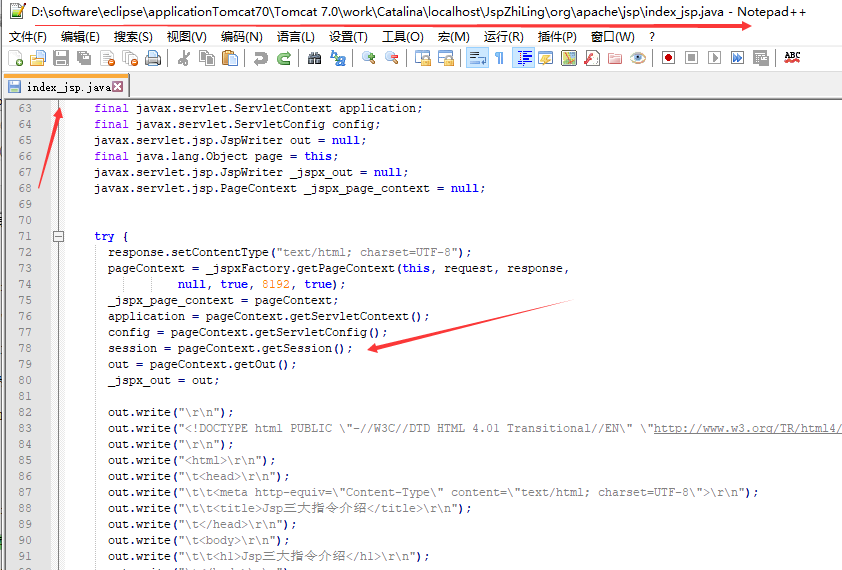 D:\software\eclipse\applicationTomcat70\Tomcat 7.0\work\Catalina\localhost\JspZhiLing\org\apache\jsp\index_jsp.java - Notepad++
文件(F) 编辑(E) 搜索(S) 视图(V) 编码(N) 语言(L) 设置(T) 工具(O) 宏(M) 运行(R) 插件(P) 窗口(W) ?
ABC
index_jsp.java
63 final javax.servlet.ServletContext application;
64 final javax.servlet.ServletConfig config;
65 javax.servlet.jsp.JspWriter out = null;
66 final java.lang.Object page = this;
67 javax.servlet.jsp.JspWriter _jspx_out = null;
68 javax.servlet.jsp.PageContext _jspx_page_context = null;
69
70
71 try {
72 response.setContentType("text/html; charset=UTF-8");
73 pageContext = _jspxFactory.getPageContext(this, request, response,
74 null, true, 8192, true);
75 _jspx_page_context = pageContext;
76 application = pageContext.getServletContext();
77 config = pageContext.getServletConfig();
78 session = pageContext.getSession();
79 out = pageContext.getOut();
80 _jspx_out = out;
81
82 out.write("\r\n");
83 out.write("<!DOCTYPE html PUBLIC \"-//W3C//DTD HTML 4.01 Transitional//EN\" \"http://www.w3.org/TR/html4/
84 out.write("\r\n");
85 out.write("<html>\r\n");
86 out.write("\t<head>\r\n");
87 out.write("\t\t<meta http-equiv=\"Content-Type\" content=\"text/html; charset=UTF-8\">\r\n");
88 out.write("\t\t<title>Jsp三大指令介绍</title>\r\n");
89 out.write("\t</head>\r\n");
90 out.write("\t<body>\r\n");
91 out.write("\t\t<h1>Jsp三大指令介绍</h1>\r\n");